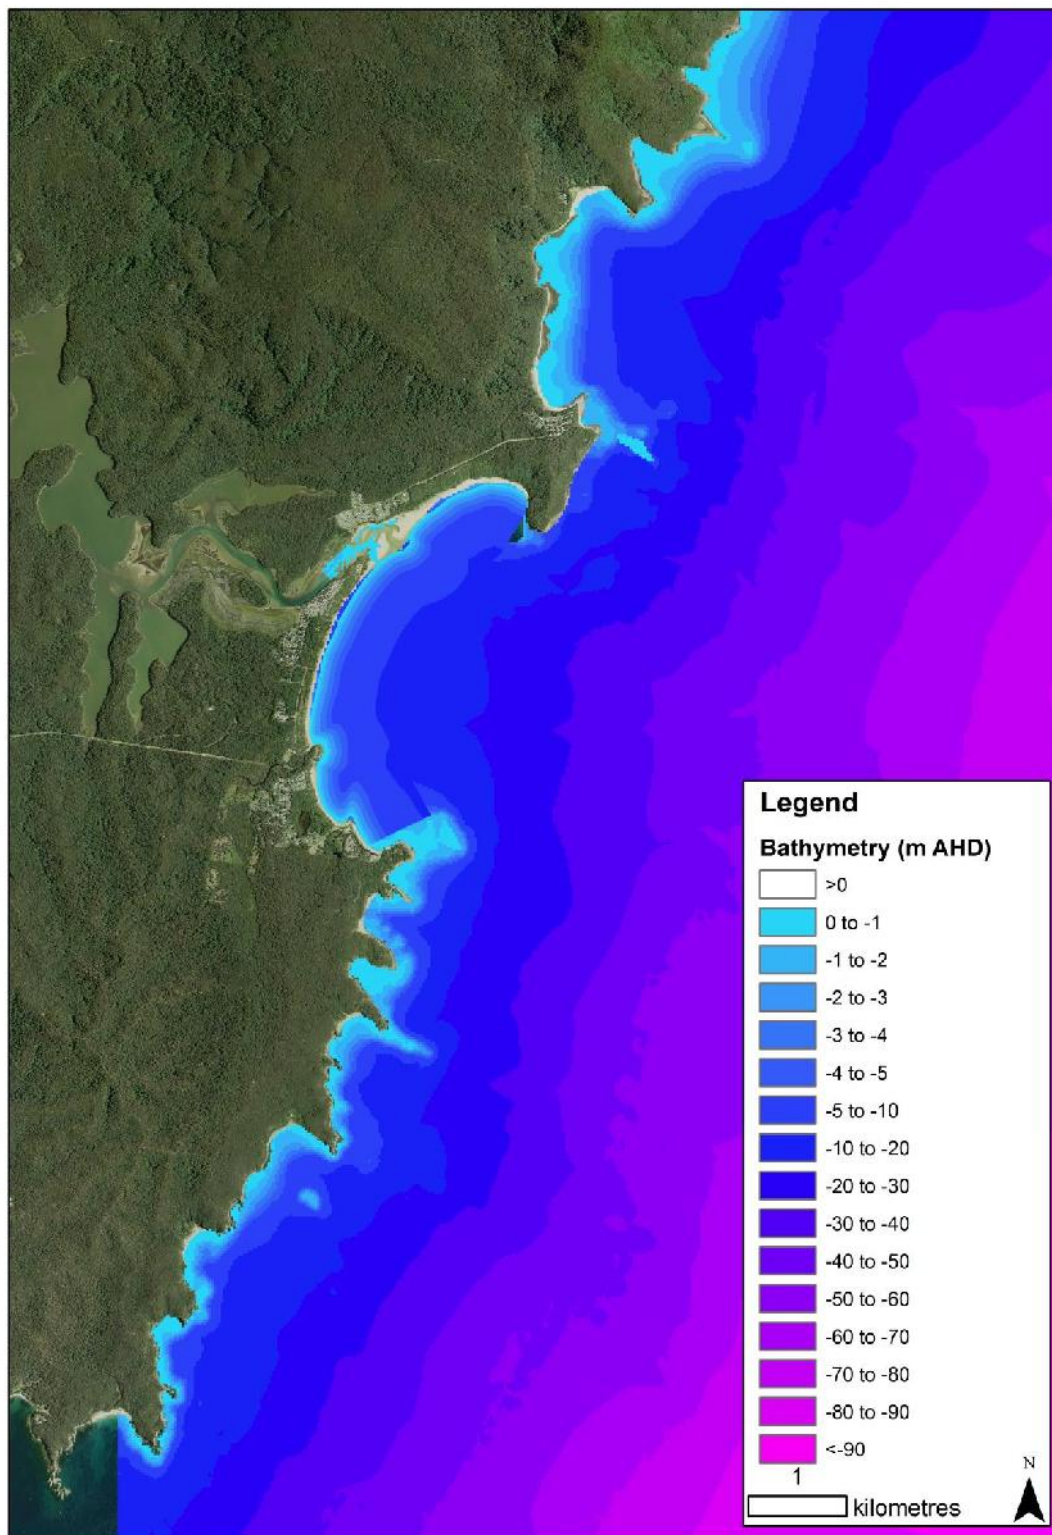 Legend
Bathymetry (m AHD)
>0
0 to -1
-1 to -2
-2 to -3
-3 to -4
-4 to -5
-5 to -10
-10 to -20
-20 to -30
-30 to -40
-40 to -50
-50 to -60
-60 to -70
-70 to -80
-80 to -90
<-90
1
kilometres
N